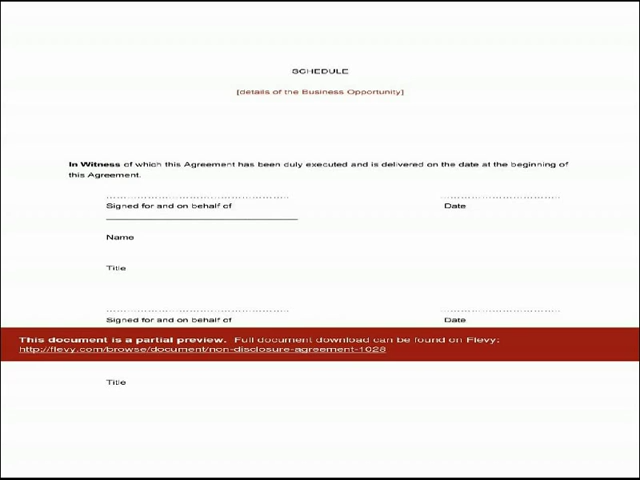 SCHEDULE
[details of the Business Opportunity]
In Witness of which this Agreement has been duly executed and is delivered on the date at the beginning of
this Agreement.
Signed for and on behalf of Date
Name
Title
Signed for and on behalf of Date
This document is a partial preview. Full document download can be found on Flevy:
http://flevy.com/browse/document/non-disclosure-agreement-1028
Title